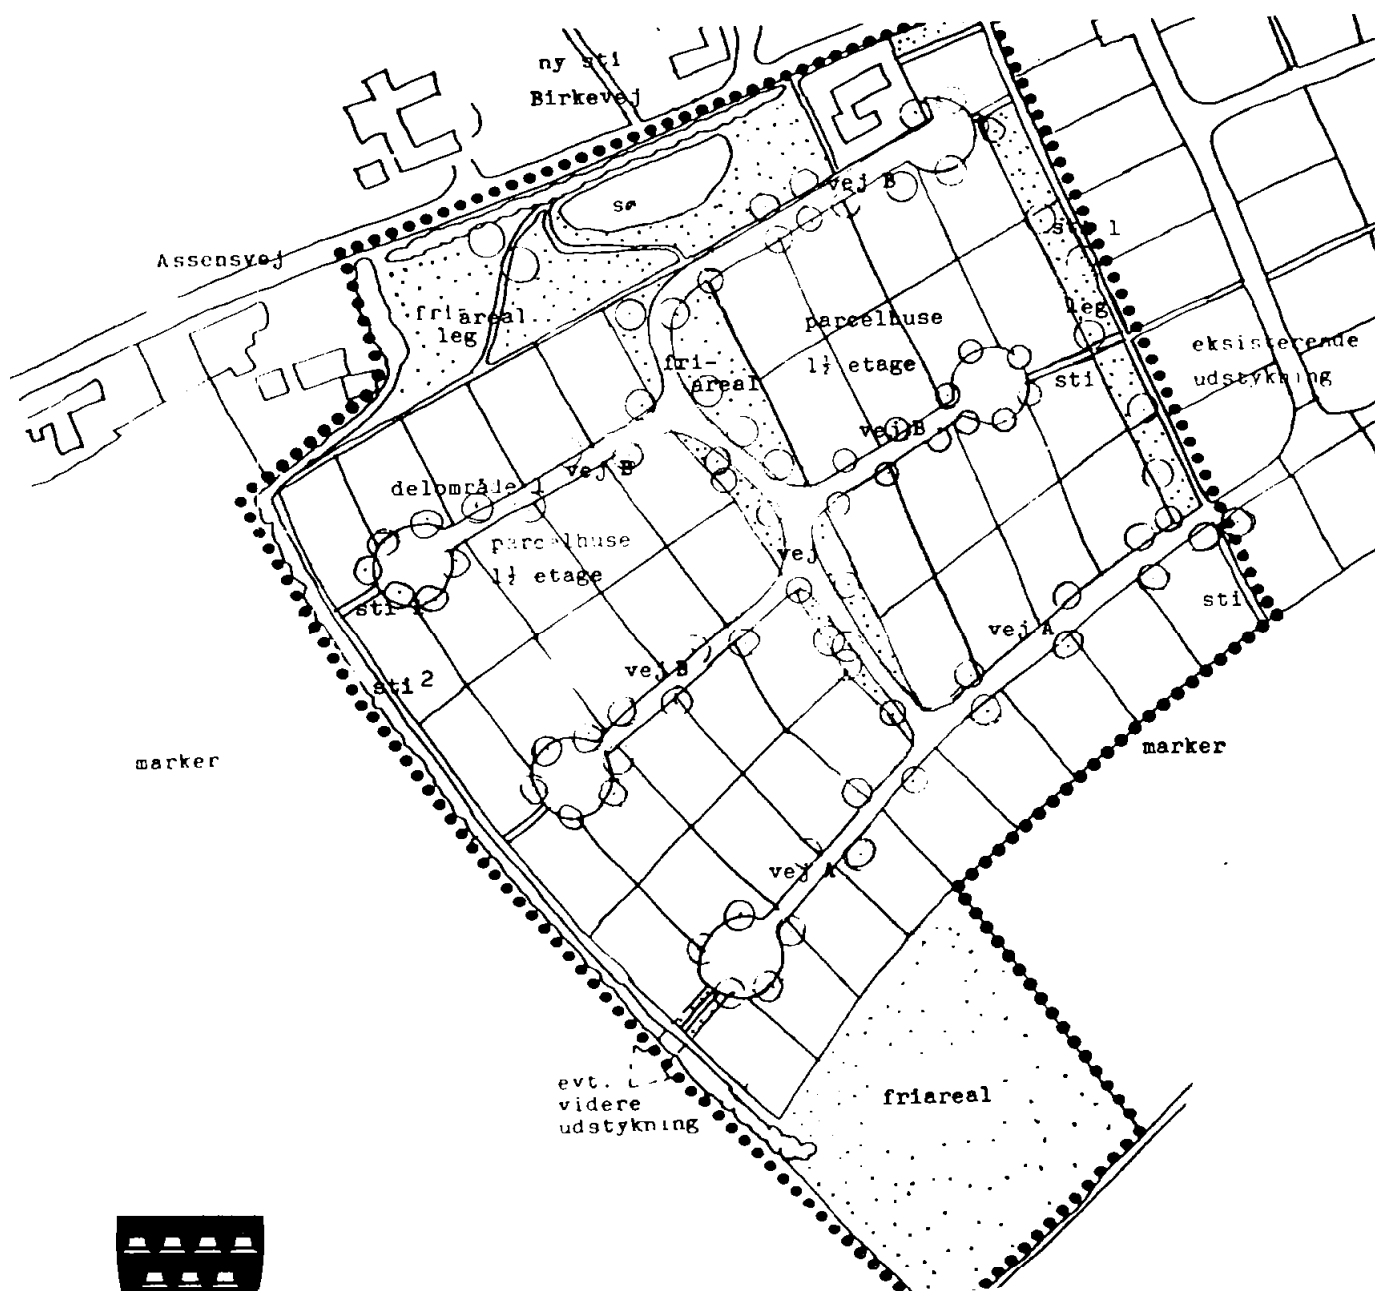 ny sti
Birkevej
vej B
sø
Assensvej
sti 1
fri-
areal
leg
leg
parcelhuse
1½ etage
eksisterende
udstykning
fri-
areal
sti
vej B
vej B
delområde 1
parcelhuse
1½ etage
vej
sti
sti
vej A
vej B
sti 2
marker
marker
vej A
evt.
videre
udstykning
friareal